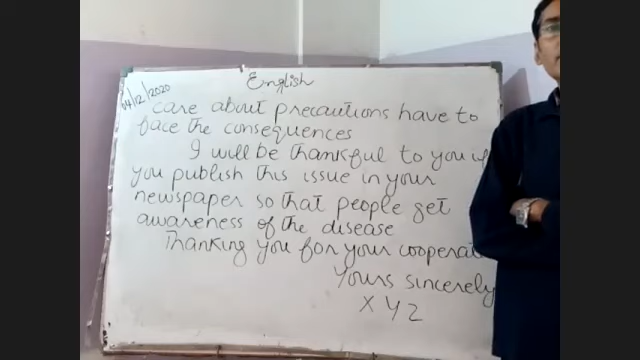 English
04/12/2020
care about precautions have to
face the consequences
I will be thankful to you if
you publish this issue in your
newspaper so that people get
awareness of the disease
Thanking you for your cooperat
Yours sincerely
XYZ